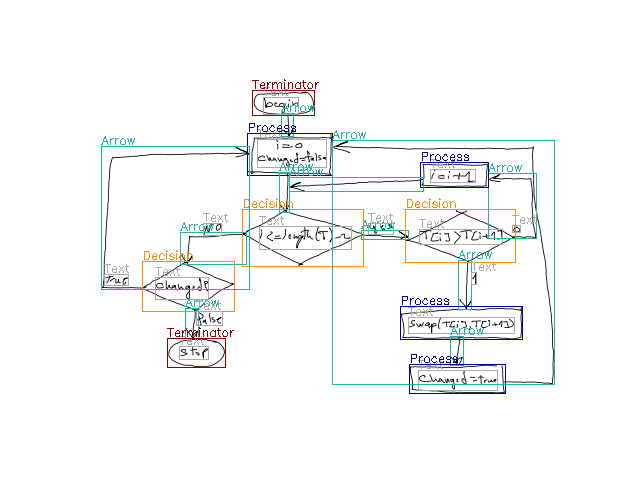 Terminator
Text
begin
Arrow
Process
Arrow
Text
i=0
changed=false
Arrow
Process
Text
i=i+1
Arrow
Arrow
Arrow
Decision
Text
i<=length(T)-2
Text
no
Arrow
Text
yes
Arrow
Decision
Text
T[i]>T[i+1]
Text
0
Decision
Text
changed?
Text
true
Arrow
Text
1
Arrow
Text
false
Process
Text
swap(T[i],T[i+1])
Arrow
Terminator
Text
stop
Process
Text
changed=true